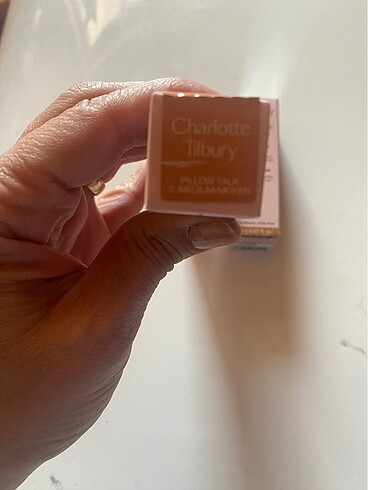 Charlotte
Tilbury
PILLOW TALK
2. MEDIUM/MOYEN